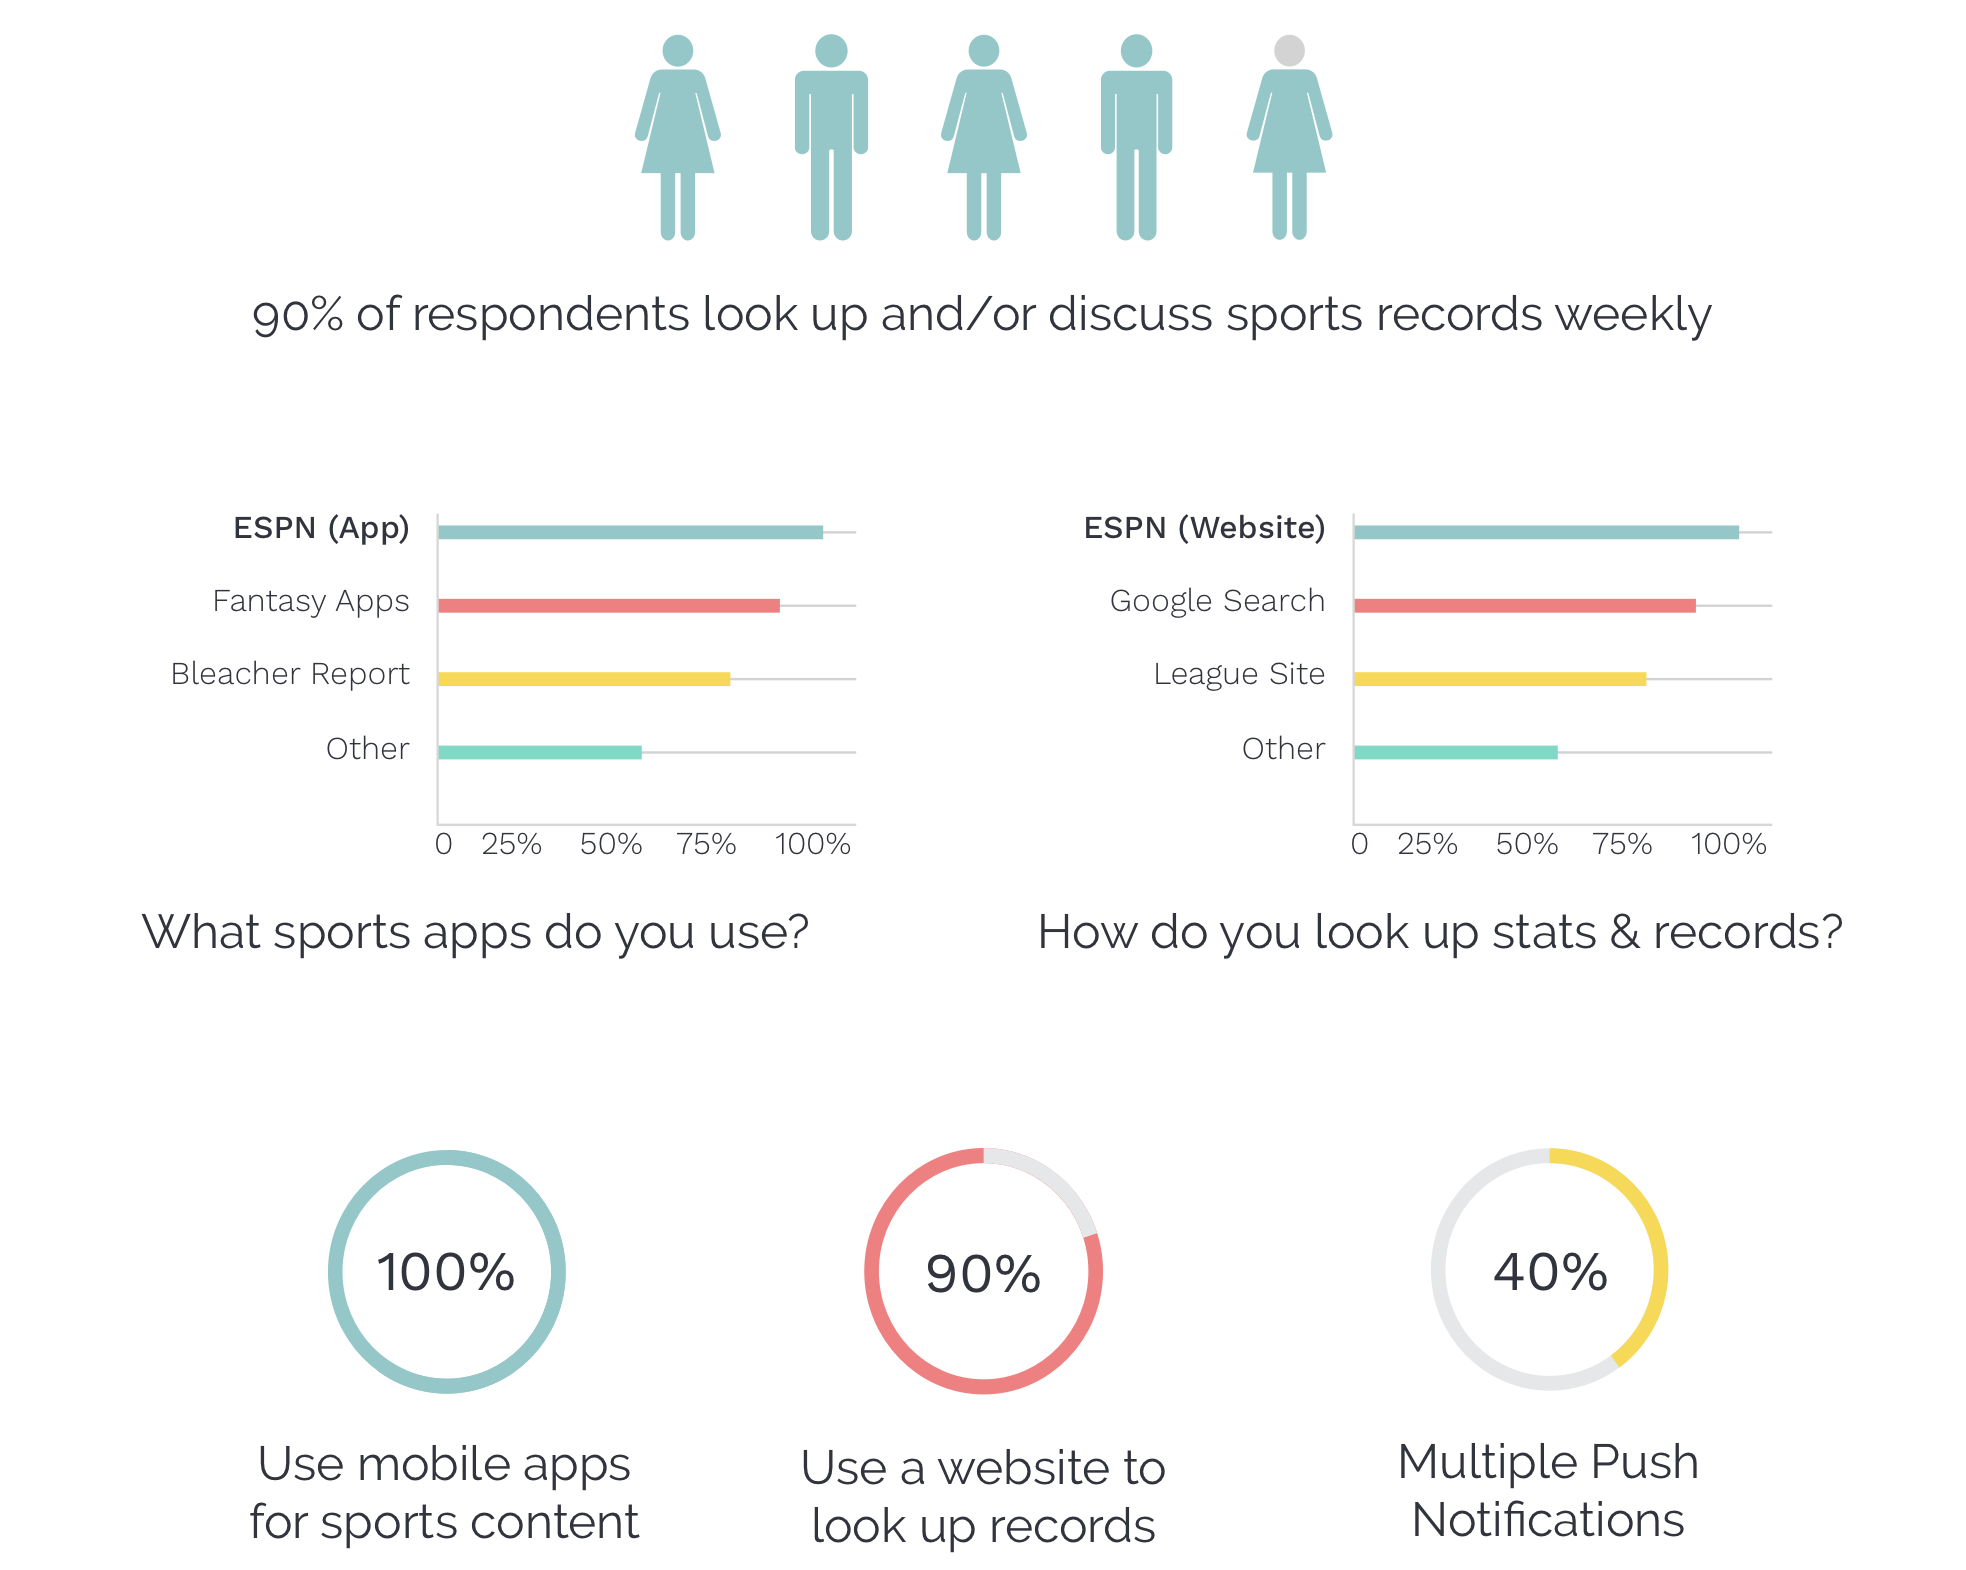 90% of respondents look up and/or discuss sports records weekly
ESPN (App)
Fantasy Apps
Bleacher Report
Other
0 25% 50% 75% 100%
What sports apps do you use?
ESPN (Website)
Google Search
League Site
Other
0 25% 50% 75% 100%
How do you look up stats & records?
100%
Use mobile apps
for sports content
90%
Use a website to
look up records
40%
Multiple Push
Notifications